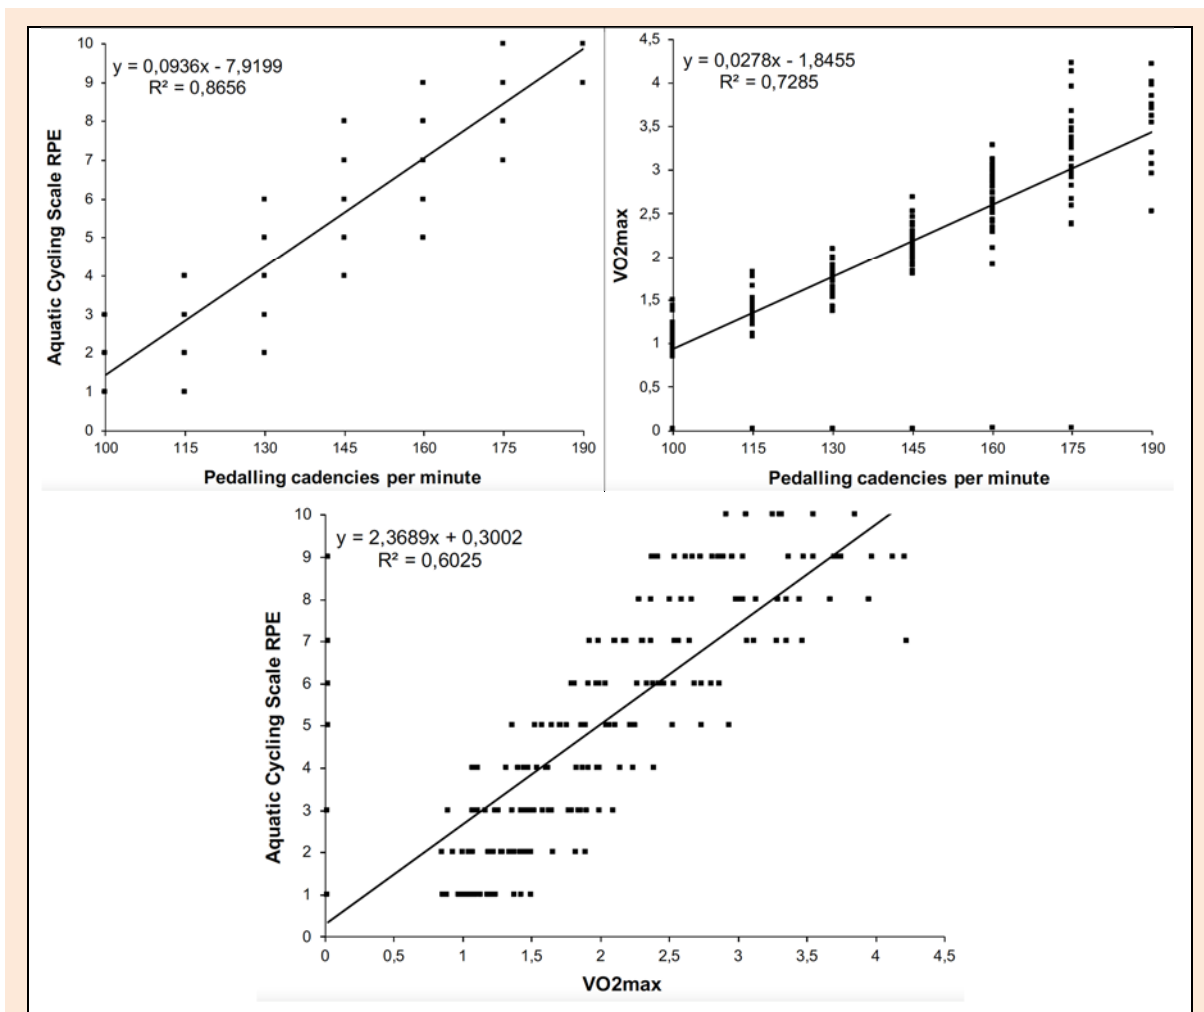 y = 0,0936x - 7,9199
R² = 0,8656
Aquatic Cycling Scale RPE
10
9
8
7
6
5
4
3
2
1
0
100 115 130 145 160 175 190
Pedalling cadencies per minute
y = 0,0278x - 1,8455
R² = 0,7285
VO2max
4,5
4
3,5
3
2,5
2
1,5
1
0,5
0
100 115 130 145 160 175 190
Pedalling cadencies per minute
y = 2,3689x + 0,3002
R² = 0,6025
Aquatic Cycling Scale RPE
10
9
8
7
6
5
4
3
2
1
0
0 0,5 1 1,5 2 2,5 3 3,5 4 4,5
VO2max